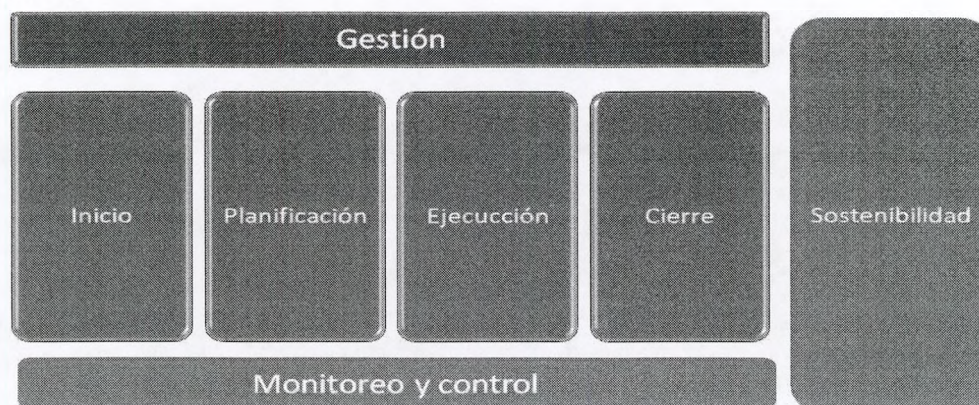 Gestión
Inicio
Planificación
Ejecucción
Cierre
Sostenibilidad
Monitoreo y control